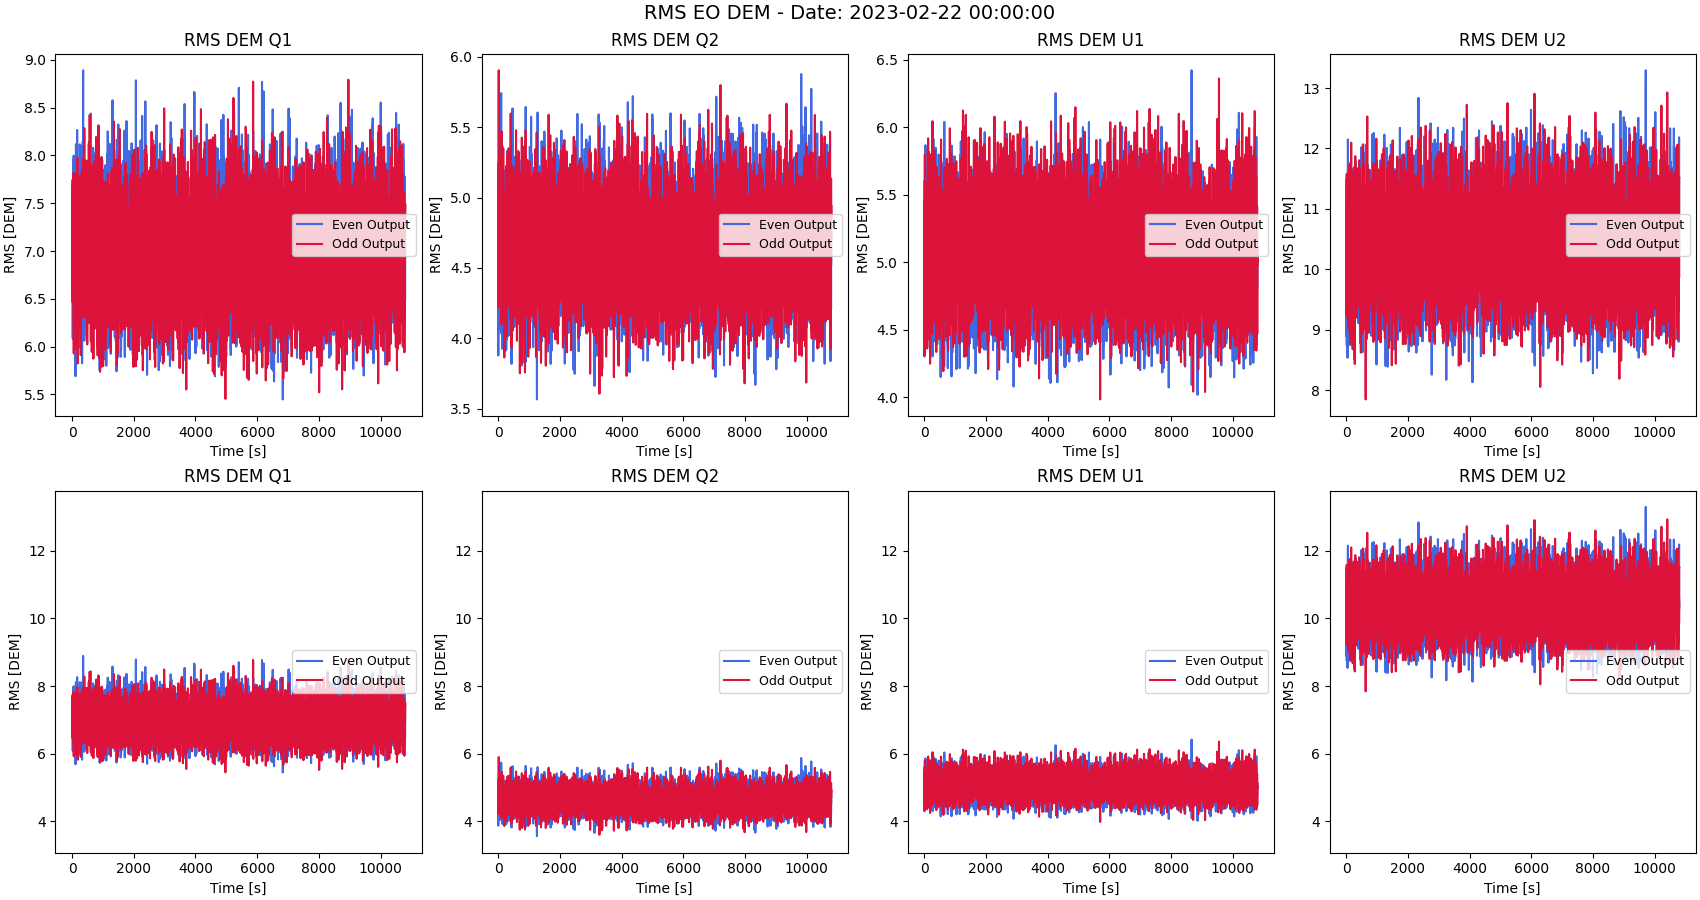 RMS EO DEM - Date: 2023-02-22 00:00:00
RMS DEM Q1
RMS [DEM]
9.0
8.5
8.0
7.5
7.0
6.5
6.0
5.5
Even Output
Odd Output
0 2000 4000 6000 8000 10000
Time [s]
RMS DEM Q2
RMS [DEM]
6.0
5.5
5.0
4.5
4.0
3.5
Even Output
Odd Output
0 2000 4000 6000 8000 10000
Time [s]
RMS DEM U1
RMS [DEM]
6.5
6.0
5.5
5.0
4.5
4.0
Even Output
Odd Output
0 2000 4000 6000 8000 10000
Time [s]
RMS DEM U2
RMS [DEM]
13
12
11
10
9
8
Even Output
Odd Output
0 2000 4000 6000 8000 10000
Time [s]
RMS DEM Q1
RMS [DEM]
12
10
8
6
4
Even Output
Odd Output
0 2000 4000 6000 8000 10000
Time [s]
RMS DEM Q2
RMS [DEM]
12
10
8
6
4
Even Output
Odd Output
0 2000 4000 6000 8000 10000
Time [s]
RMS DEM U1
RMS [DEM]
12
10
8
6
4
Even Output
Odd Output
0 2000 4000 6000 8000 10000
Time [s]
RMS DEM U2
RMS [DEM]
12
10
8
6
4
Even Output
Odd Output
0 2000 4000 6000 8000 10000
Time [s]